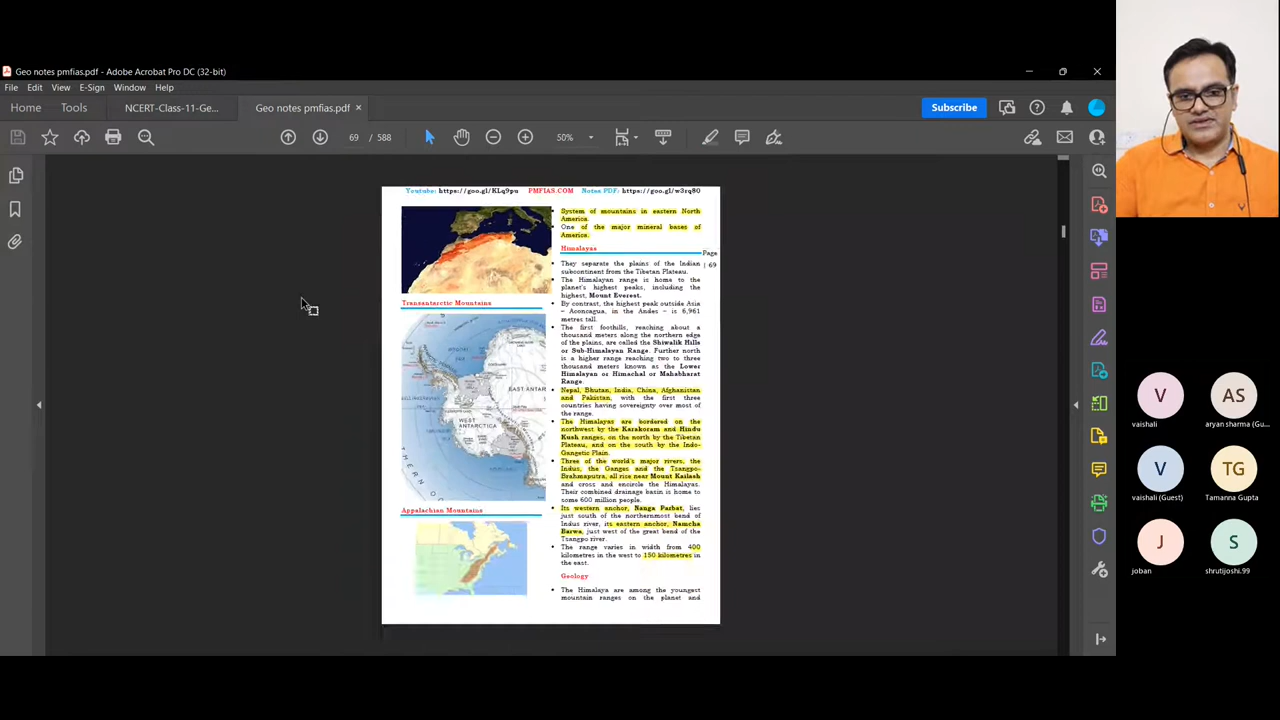 Geo notes pmfias.pdf - Adobe Acrobat Pro DC (32-bit)
File Edit View E-Sign Window Help
Home Tools NCERT-Class-11-Ge... Geo notes pmfias.pdf ×
Subscribe
69 / 588 50%
Youtube: https://goo.gl/KLq9pu PMFIAS.COM Notes PDF: https://goo.gl/w3rq80
Transantarctic Mountains
WEST
ANTARCTICA
EAST ANTAR
Appalachian Mountains
• System of mountains in eastern North
America.
• One of the major mineral bases of
America.
Himalayas
Page
| 69
• They separate the plains of the Indian
subcontinent from the Tibetan Plateau.
• The Himalayan range is home to the
planet's highest peaks, including the
highest, Mount Everest.
• By contrast, the highest peak outside Asia
– Aconcagua, in the Andes – is 6,961
metres tall.
• The first foothills, reaching about a
thousand meters along the northern edge
of the plains, are called the Shiwalik Hills
or Sub-Himalayan Range. Further north
is a higher range reaching two to three
thousand meters known as the Lower
Himalayan or Himachal or Mahabharat
Range.
• Nepal, Bhutan, India, China, Afghanistan
and Pakistan, with the first three
countries having sovereignty over most of
the range.
• The Himalayas are bordered on the
northwest by the Karakoram and Hindu
Kush ranges, on the north by the Tibetan
Plateau, and on the south by the Indo-
Gangetic Plain.
• Three of the world's major rivers, the
Indus, the Ganges and the Tsangpo-
Brahmaputra, all rise near Mount Kailash
and cross and encircle the Himalayas.
Their combined drainage basin is home to
some 600 million people.
• Its western anchor, Nanga Parbat, lies
just south of the northernmost bend of
Indus river, its eastern anchor, Namcha
Barwa, just west of the great bend of the
Tsangpo river.
• The range varies in width from 400
kilometres in the west to 150 kilometres in
the east.
Geology
• The Himalaya are among the youngest
mountain ranges on the planet and
V AS
vaishali aryan sharma (Gu...
V TG
vaishali (Guest) Tamanna Gupta
J S
joban shrutijoshi.99